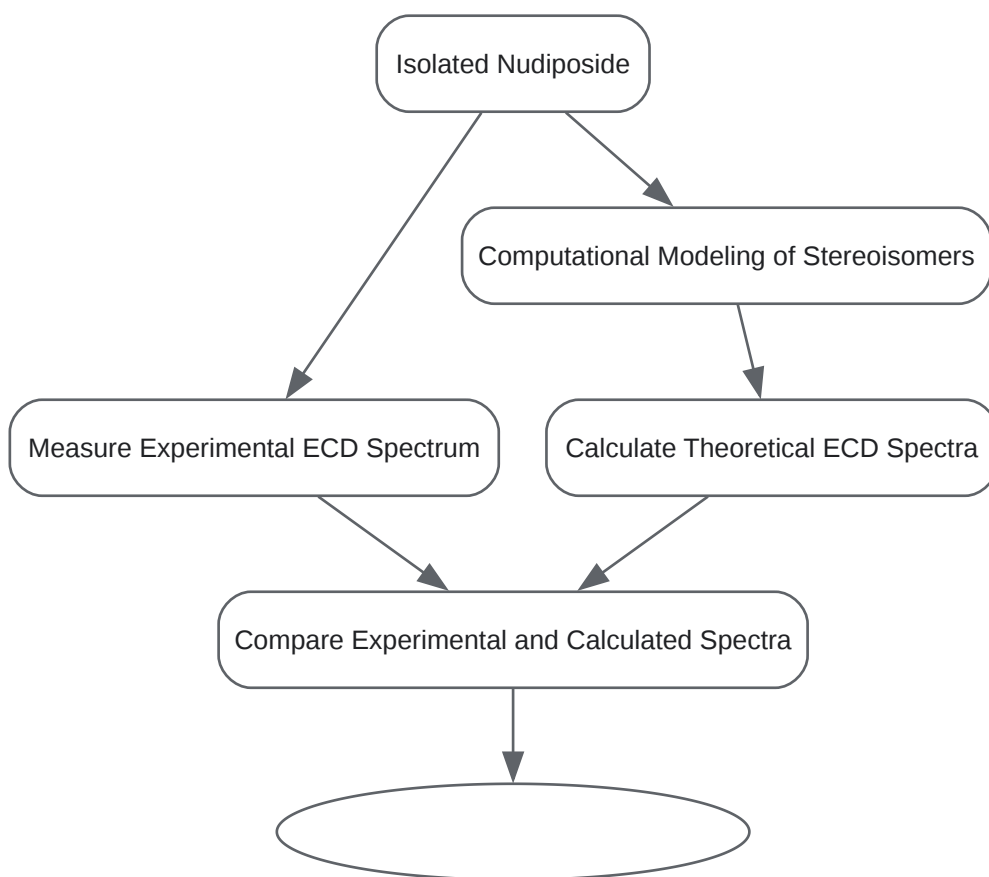 Isolated Nudiposide
Computational Modeling of Stereoisomers
Measure Experimental ECD Spectrum
Calculate Theoretical ECD Spectra
Compare Experimental and Calculated Spectra